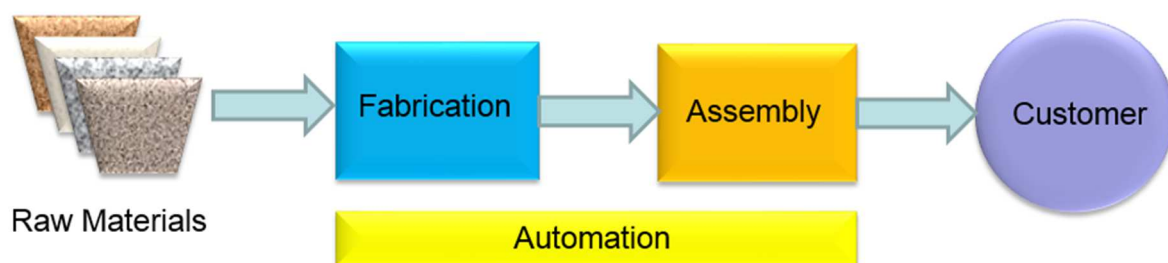 Fabrication
Assembly
Customer
Raw Materials
Automation